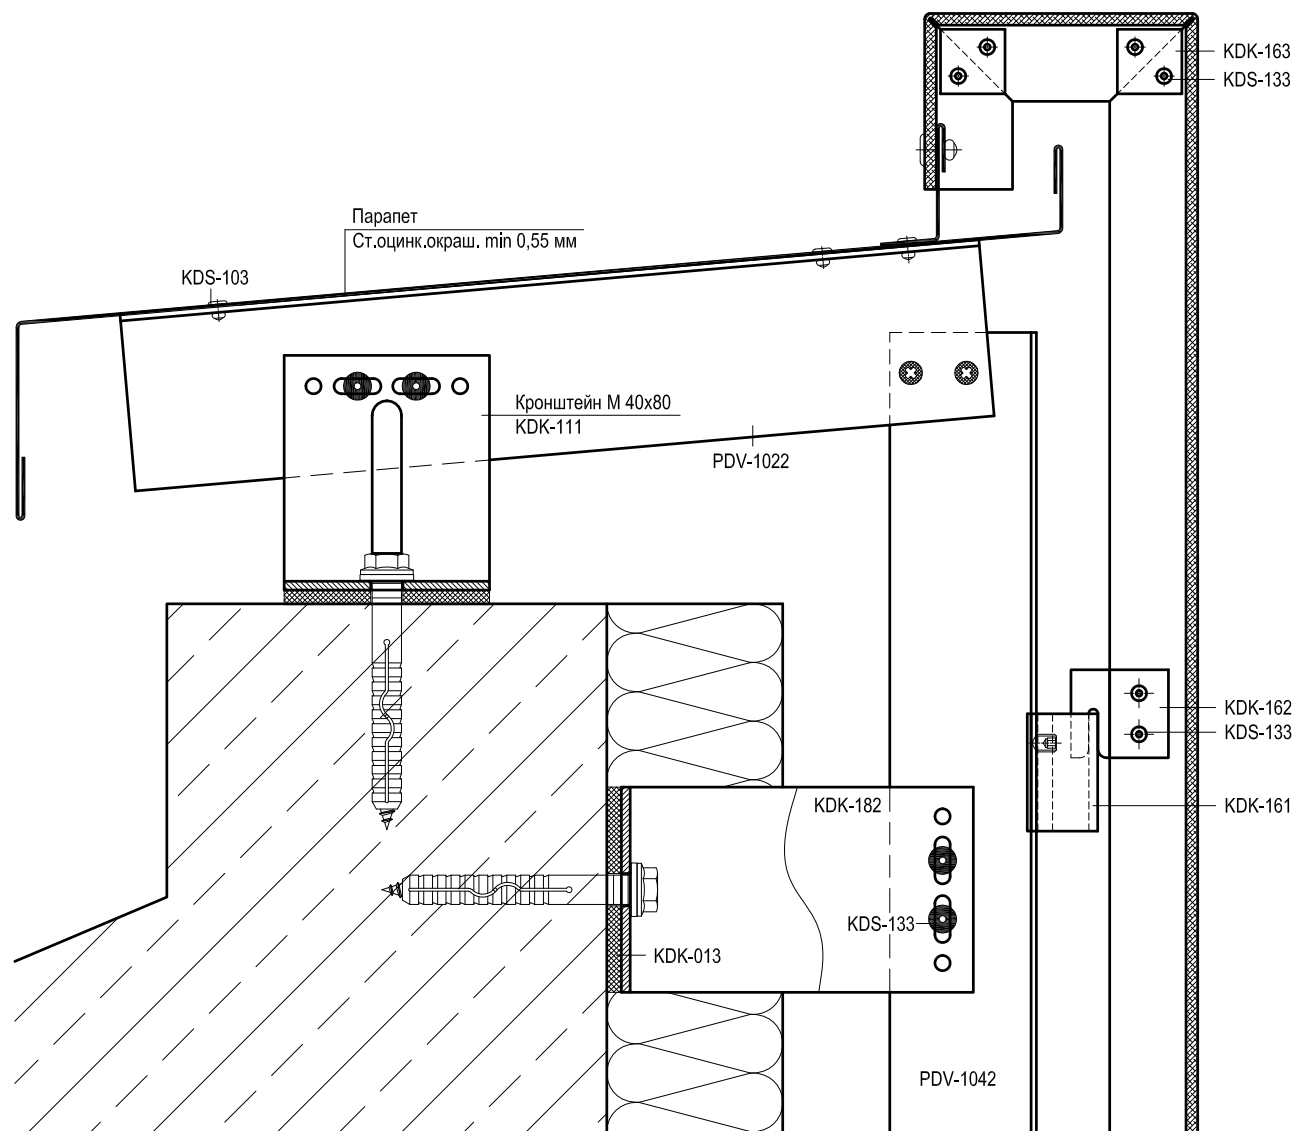 KDK-163
KDS-133
Парапет
Ст.оцинк.окраш. min 0,55 мм
KDS-103
Кронштейн М 40х80
KDK-111
PDV-1022
KDK-162
KDS-133
KDK-182
KDK-161
KDS-133
KDK-013
PDV-1042